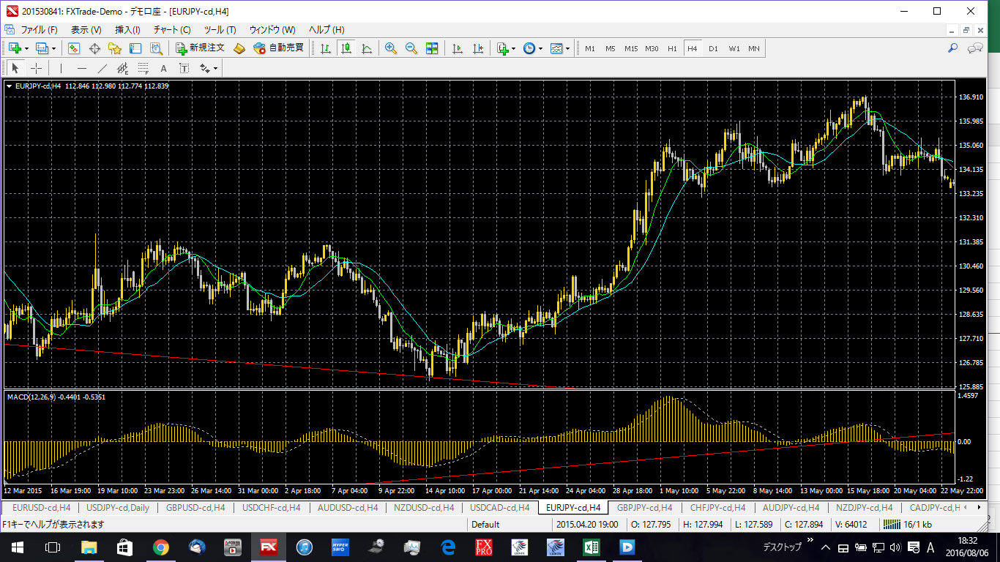 201530841: FXTrade-Demo - デモ口座 - [EURJPY-cd,H4]
ファイル (F) 表示 (V) 挿入(I) チャート (C) ツール (T) ウィンドウ (W) ヘルプ (H)
新規注文 自動売買 M1 M5 M15 M30 H1 H4 D1 W1 MN
A T
EURJPY-cd,H4 112.846 112.980 112.774 112.839
136.910
135.985
135.060
134.135
133.235
132.310
131.385
130.460
129.560
128.635
127.710
126.785
125.885
MACD(12,26,9) -0.4401 -0.5351
1.4597
0.00
-1.22
12 Mar 2015 16 Mar 19:00 19 Mar 10:00 23 Mar 23:00 26 Mar 14:00 31 Mar 03:00 2 Apr 18:00 7 Apr 04:00 9 Apr 22:00 14 Apr 10:00 17 Apr 00:00 21 Apr 14:00 24 Apr 04:00 28 Apr 18:00 1 May 10:00 5 May 22:00 8 May 14:00 13 May 00:00 15 May 18:00 20 May 04:00 22 May 22:00
EURUSD-cd,H4 USDJPY-cd,Daily GBPUSD-cd,H4 USDCHF-cd,H4 AUDUSD-cd,H4 NZDUSD-cd,H4 USDCAD-cd,H4 EURJPY-cd,H4 GBPJPY-cd,H4 CHFJPY-cd,H4 AUDJPY-cd,H4 NZDJPY-cd,H4 CADJPY-cd,H
F1キーでヘルプが表示されます Default 2015.04.20 19:00 O: 127.795 H: 127.994 L: 127.589 C: 127.894 V: 64012 16/1 kb
FX HYPER SBIO FX PRO デスクトップ A 18:32
2016/08/06